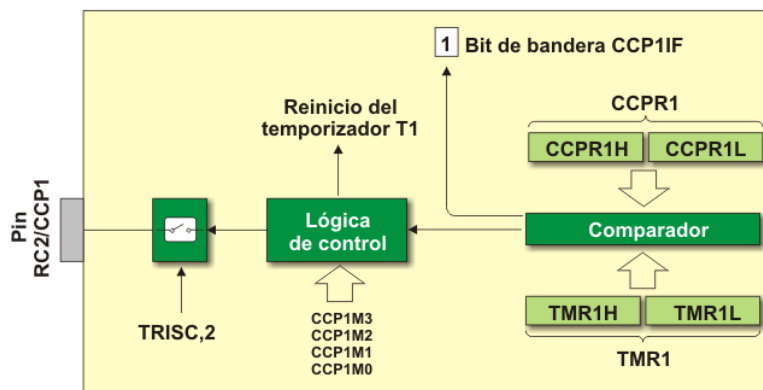 1 Bit de bandera CCP1IF
Reinicio del
temporizador T1
CCPR1
CCPR1H CCPR1L
Pin
RC2/CCP1
Lógica
de control
Comparador
TRISC,2
CCP1M3
CCP1M2
CCP1M1
CCP1M0
TMR1H TMR1L
TMR1